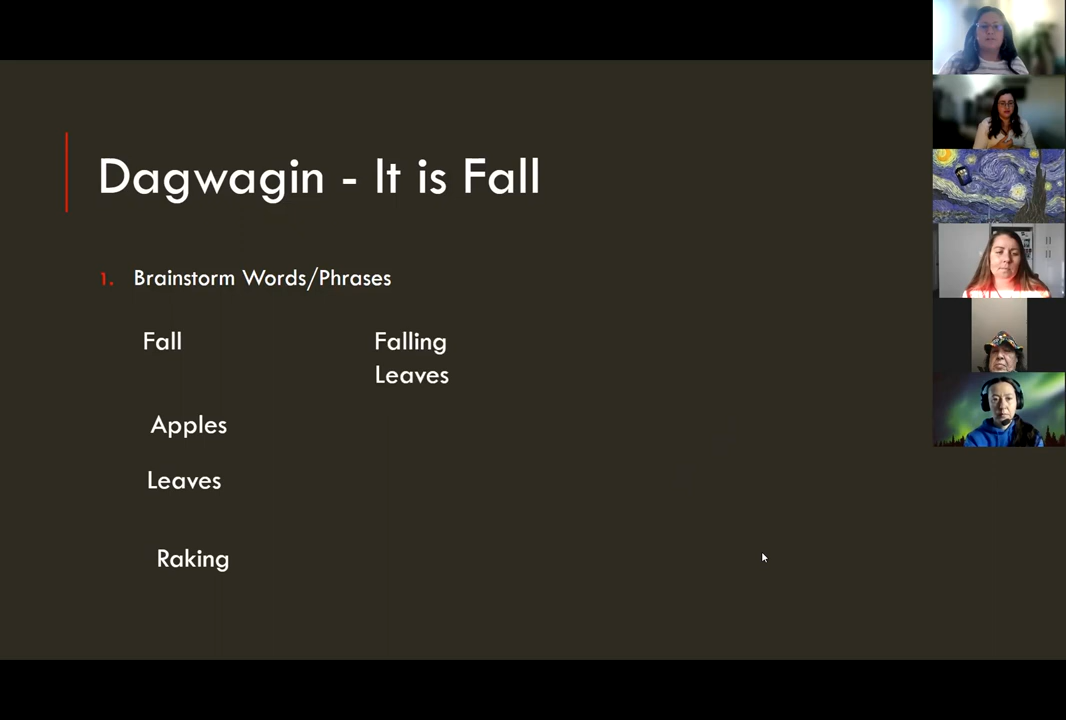 Dagwagin - It is Fall
1. Brainstorm Words/Phrases
Fall
Falling
Leaves
Apples
Leaves
Raking